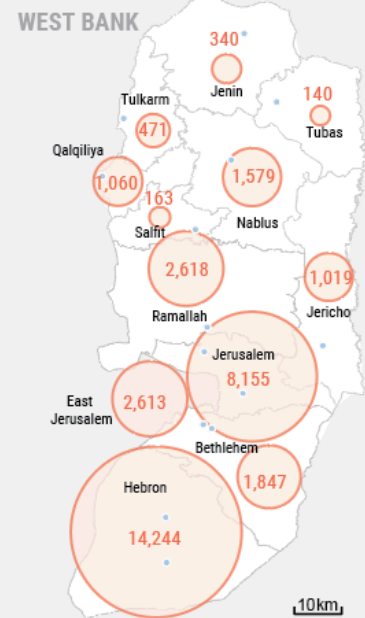 WEST BANK
340
Jenin
140
Tubas
Tulkarm
471
Qalqiliya
1,060
1,579
Nablus
163
Salfit
2,618
Ramallah
1,019
Jericho
Jerusalem
8,155
East
Jerusalem
2,613
Bethlehem
1,847
Hebron
14,244
10km